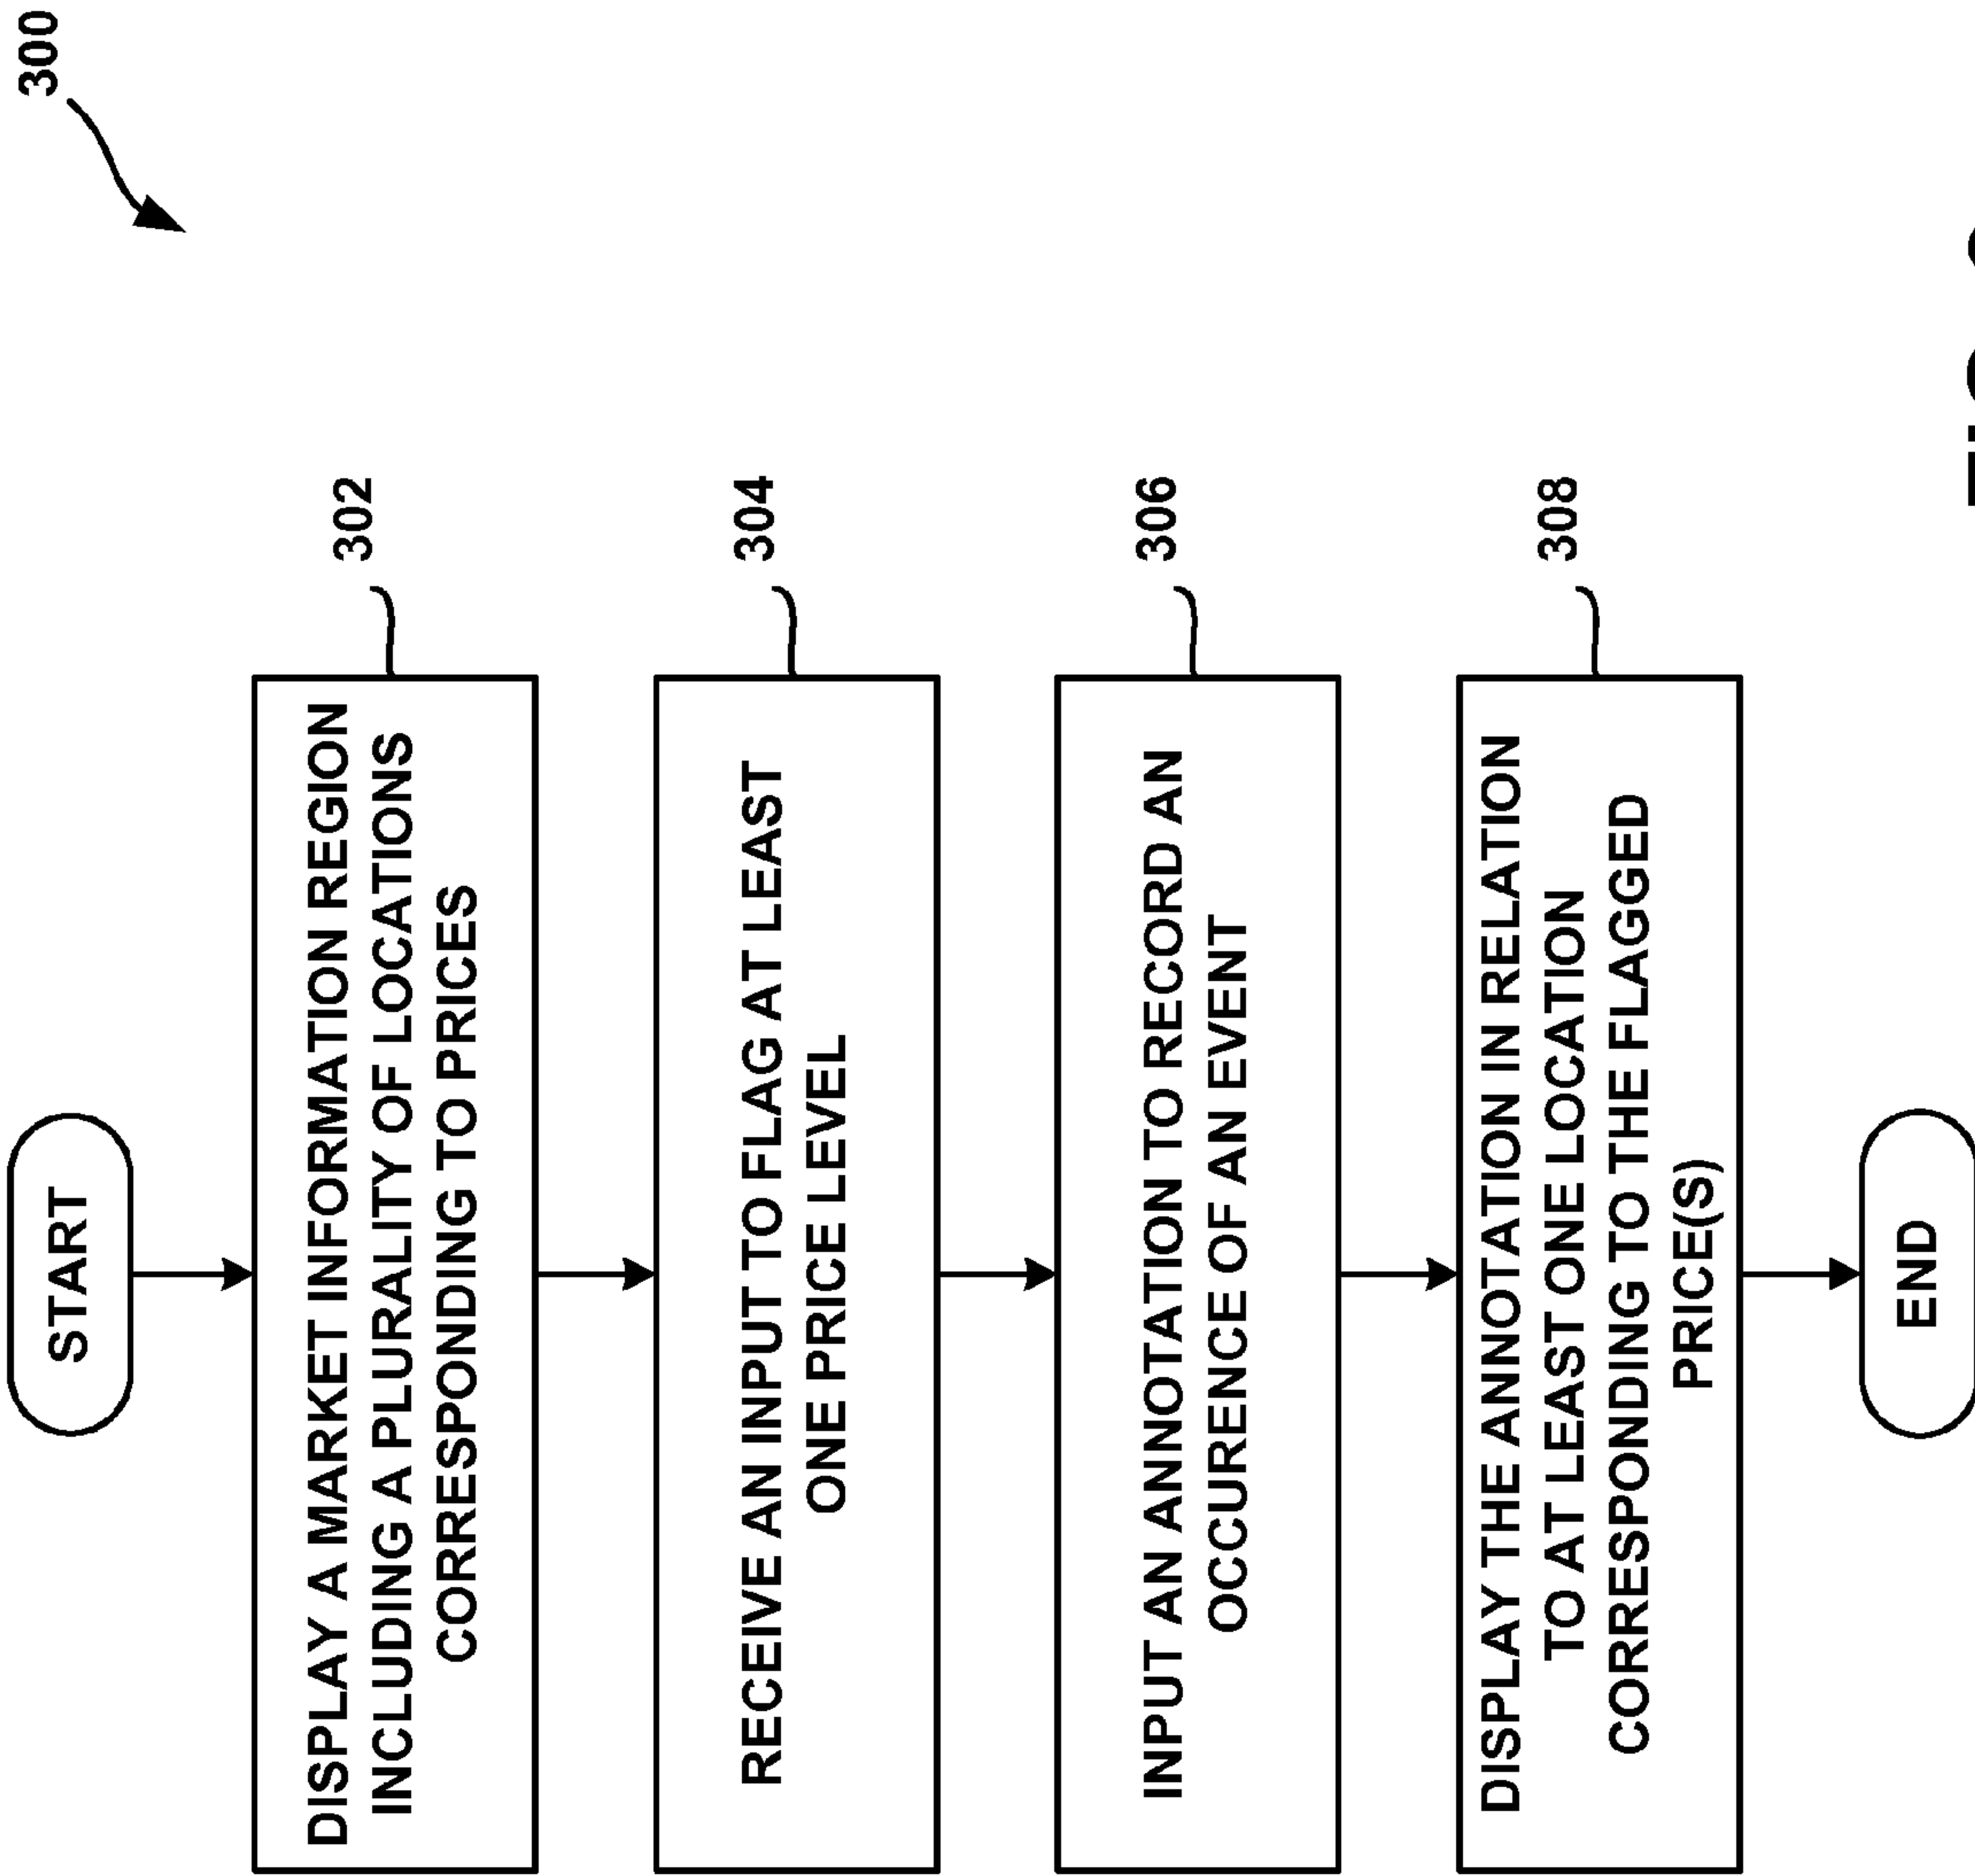 300
START
DISPLAY A MARKET INFORMATION REGION
INCLUDING A PLURALITY OF LOCATIONS
CORRESPONDING TO PRICES
302
RECEIVE AN INPUT TO FLAG AT LEAST
ONE PRICE LEVEL
304
INPUT AN ANNOTATION TO RECORD AN
OCCURENCE OF AN EVENT
306
DISPLAY THE ANNOTATION IN RELATION
TO AT LEAST ONE LOCATION
CORRESPONDING TO THE FLAGGED
PRICE(S)
308
END